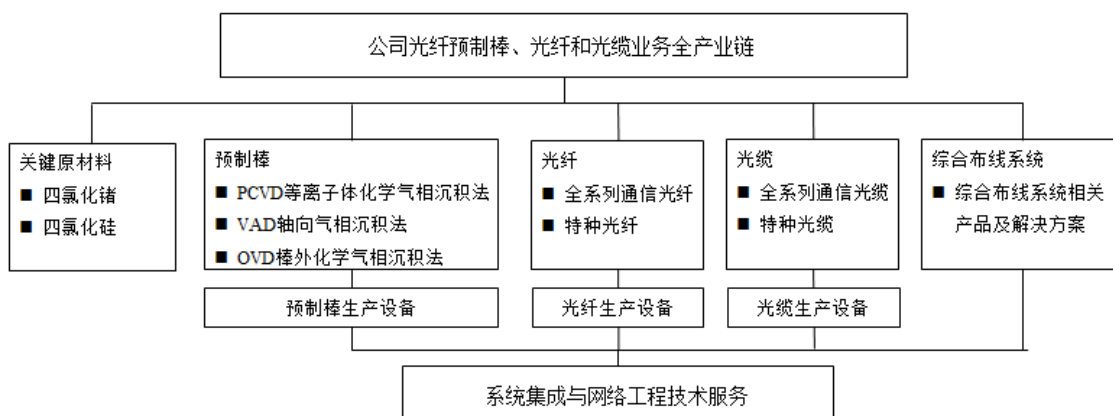 公司光纤预制棒、光纤和光缆业务全产业链
关键原材料
■ 四氯化锗
■ 四氯化硅
预制棒
■ PCVD等离子体化学气相沉积法
■ VAD轴向气相沉积法
■ OVD棒外化学气相沉积法
光纤
■ 全系列通信光纤
■ 特种光纤
光缆
■ 全系列通信光缆
■ 特种光缆
综合布线系统
■ 综合布线系统相关
产品及解决方案
预制棒生产设备
光纤生产设备
光缆生产设备
系统集成与网络工程技术服务